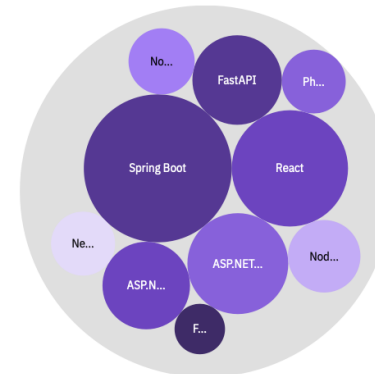 No...
FastAPI
Ph...
Spring Boot
React
Ne...
ASP.NET...
Nod...
ASP.N...
F...